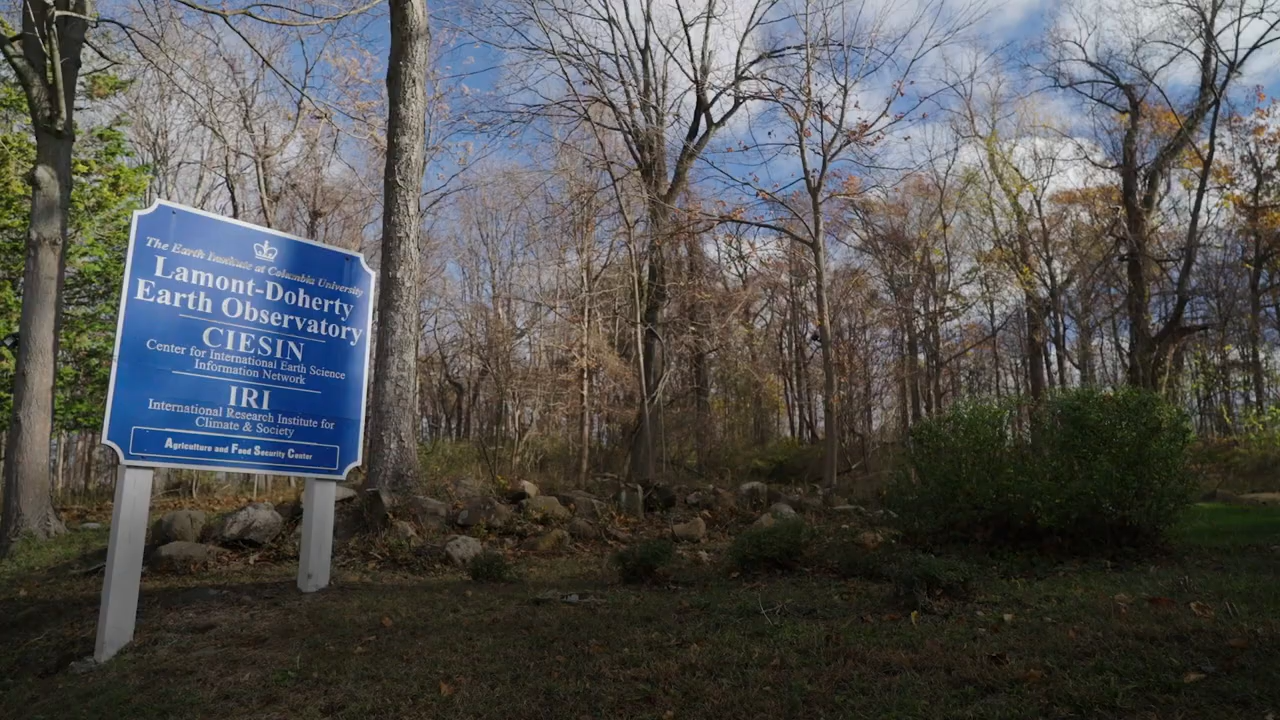 The Earth Institute at Columbia University
Lamont-Doherty
Earth Observatory
CIESIN
Center for International Earth Science
Information Network
IRI
International Research Institute for
Climate & Society
Agriculture and Food Security Center